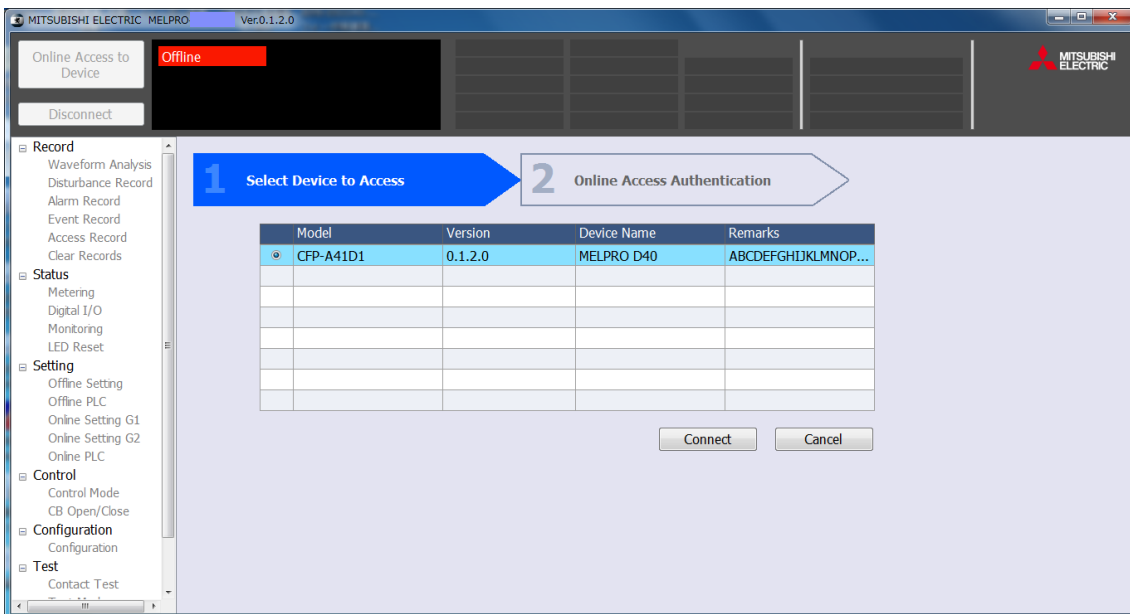 MITSUBISHI ELECTRIC MELPRO Ver.0.1.2.0
Online Access to
Device
Offline
MITSUBISHI
ELECTRIC
Disconnect
Record
Waveform Analysis
Disturbance Record
Alarm Record
Event Record
Access Record
Clear Records
Status
Metering
Digital I/O
Monitoring
LED Reset
Setting
Offline Setting
Offline PLC
Online Setting G1
Online Setting G2
Online PLC
Control
Control Mode
CB Open/Close
Configuration
Configuration
Test
Contact Test
1 Select Device to Access
2 Online Access Authentication
Model Version Device Name Remarks
CFP-A41D1 0.1.2.0 MELPRO D40 ABCDEFGHIJKLMNOP...
Connect Cancel